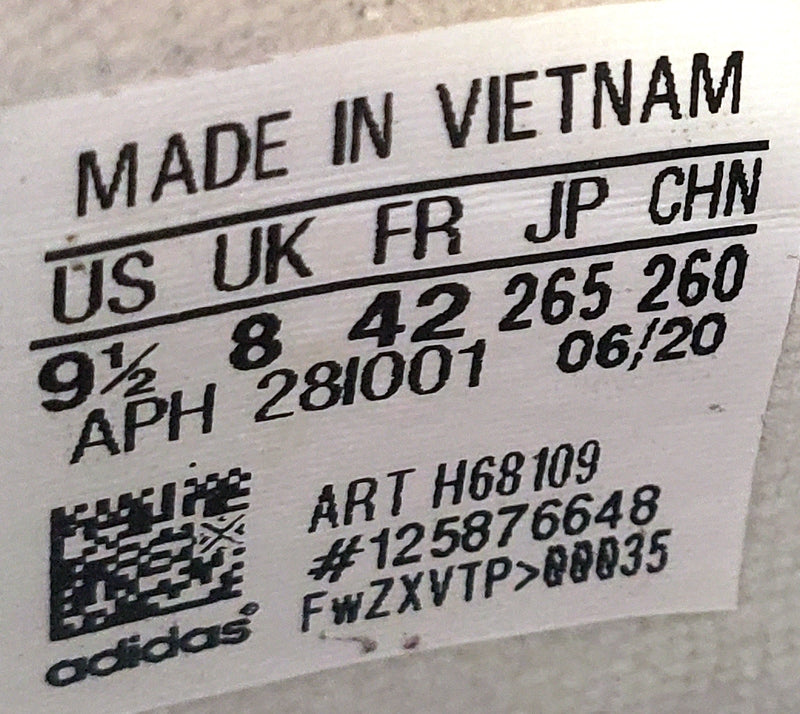 MADE IN VIETNAM
US UK FR JP CHN
9½ 8 42 265 260
APH 281001 06/20
ART H68109
#125876648
FwZXVTP>00035
adidas®